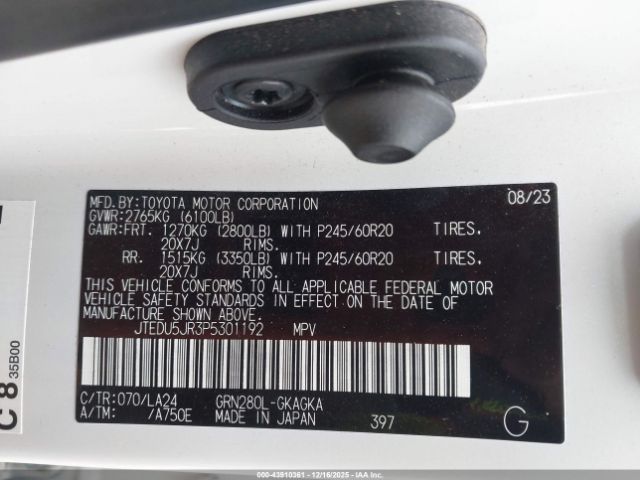 MFD.BY:TOYOTA MOTOR CORPORATION 08/23
GVWR:2765KG (6100LB)
GAWR:FRT. 1270KG (2800LB) WITH P245/60R20 TIRES.
20X7J RIMS.
RR. 1515KG (3350LB) WITH P245/60R20 TIRES.
20X7J RIMS.
THIS VEHICLE CONFORMS TO ALL APPLICABLE FEDERAL MOTOR
VEHICLE SAFETY STANDARDS IN EFFECT ON THE DATE OF
MANUFACTURE SHOWN ABOVE.
JTEDU5JR3P5301192 MPV
C/TR:070/LA24 GRN280L-GKAGKA
A/TM: /A750E MADE IN JAPAN 397 G
C 8 35B00
000-43910361 - 12/16/2025 - IAA Inc.